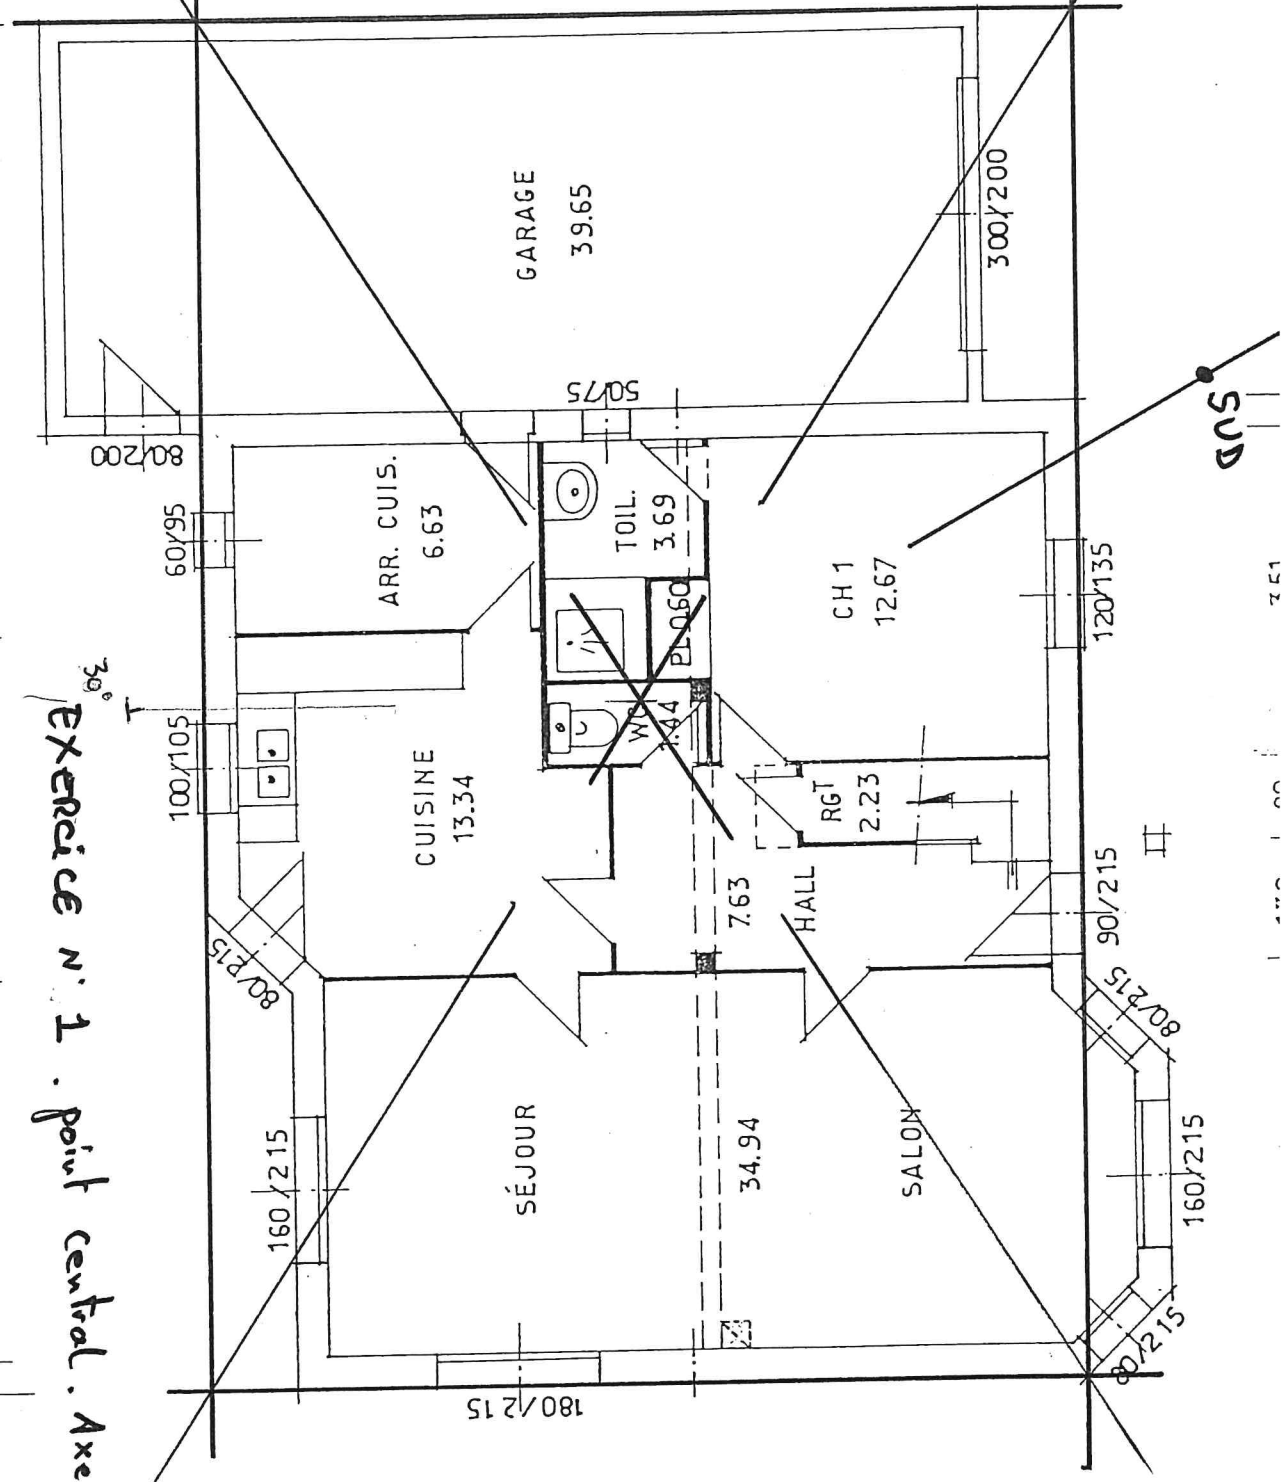 GARAGE
39.65
300/200
50/75
80/200
SUD
60/95
ARR. CUIS.
6.63
TOIL.
3.69
PL 0.60
CH 1
12.67
120/135
351
30°
100/105
CUISINE
13.34
WC
1.44
RGT
2.23
7.63
HALL
90/215
80/215
80/215
160/215
SÉJOUR
34.94
SALON
160/215
80/215
180/215
EXERCICE N° 1 . point central . Axe